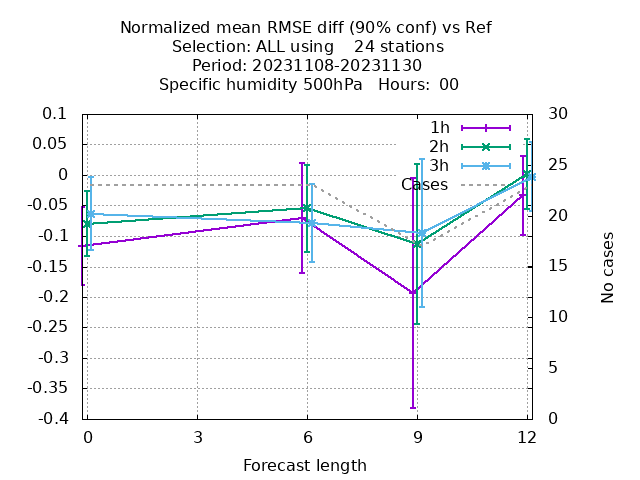 Normalized mean RMSE diff (90% conf) vs Ref
Selection: ALL using    24 stations
Period: 20231108-20231130
Specific humidity 500hPa   Hours:  00
0.1
0.05
0
-0.05
-0.1
-0.15
-0.2
-0.25
-0.3
-0.35
-0.4
1h
2h
3h
Cases
30
25
20
15
10
5
0
No cases
0 3 6 9 12
Forecast length